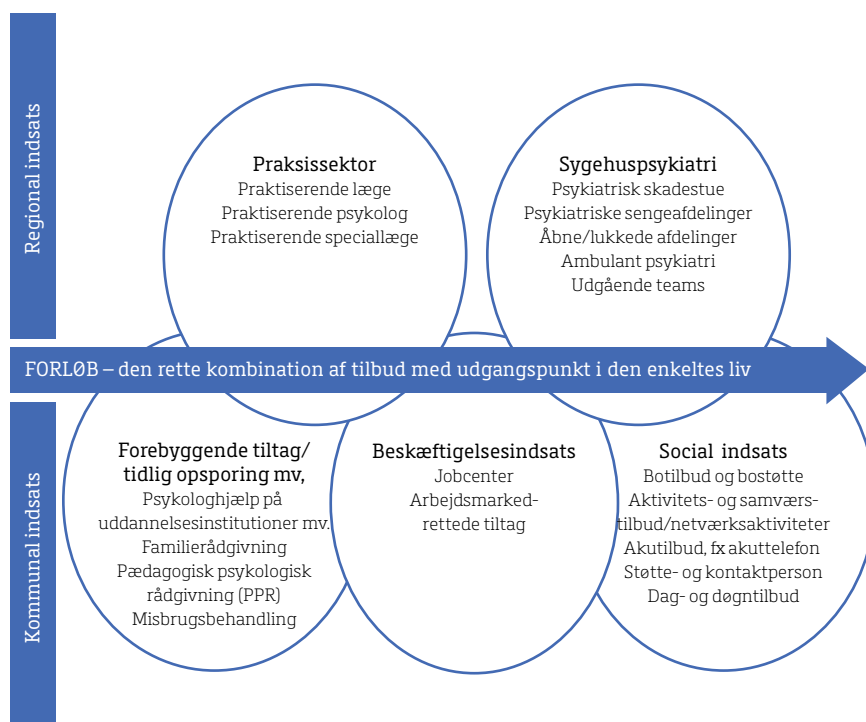 Regional indsats
Praksissektor
Praktiserende læge
Praktiserende psykolog
Praktiserende speciallæge
Sygehuspsykiatri
Psykiatrisk skadestue
Psykiatriske sengeafdelinger
Åbne/lukkede afdelinger
Ambulant psykiatri
Udgående teams
FORLØB – den rette kombination af tilbud med udgangspunkt i den enkeltes liv
Kommunal indsats
Forebyggende tiltag/
tidlig opsporing mv,
Psykologhjælp på
uddannelsesinstitutioner mv.
Familierådgivning
Pædagogisk psykologisk
rådgivning (PPR)
Misbrugsbehandling
Beskæftigelsesindsats
Jobcenter
Arbejdsmarked-
rettede tiltag
Social indsats
Botilbud og bostøtte
Aktivitets- og samværs-
tilbud/netværksaktiviteter
Akutilbud, fx akuttelefon
Støtte- og kontaktperson
Dag- og døgntilbud